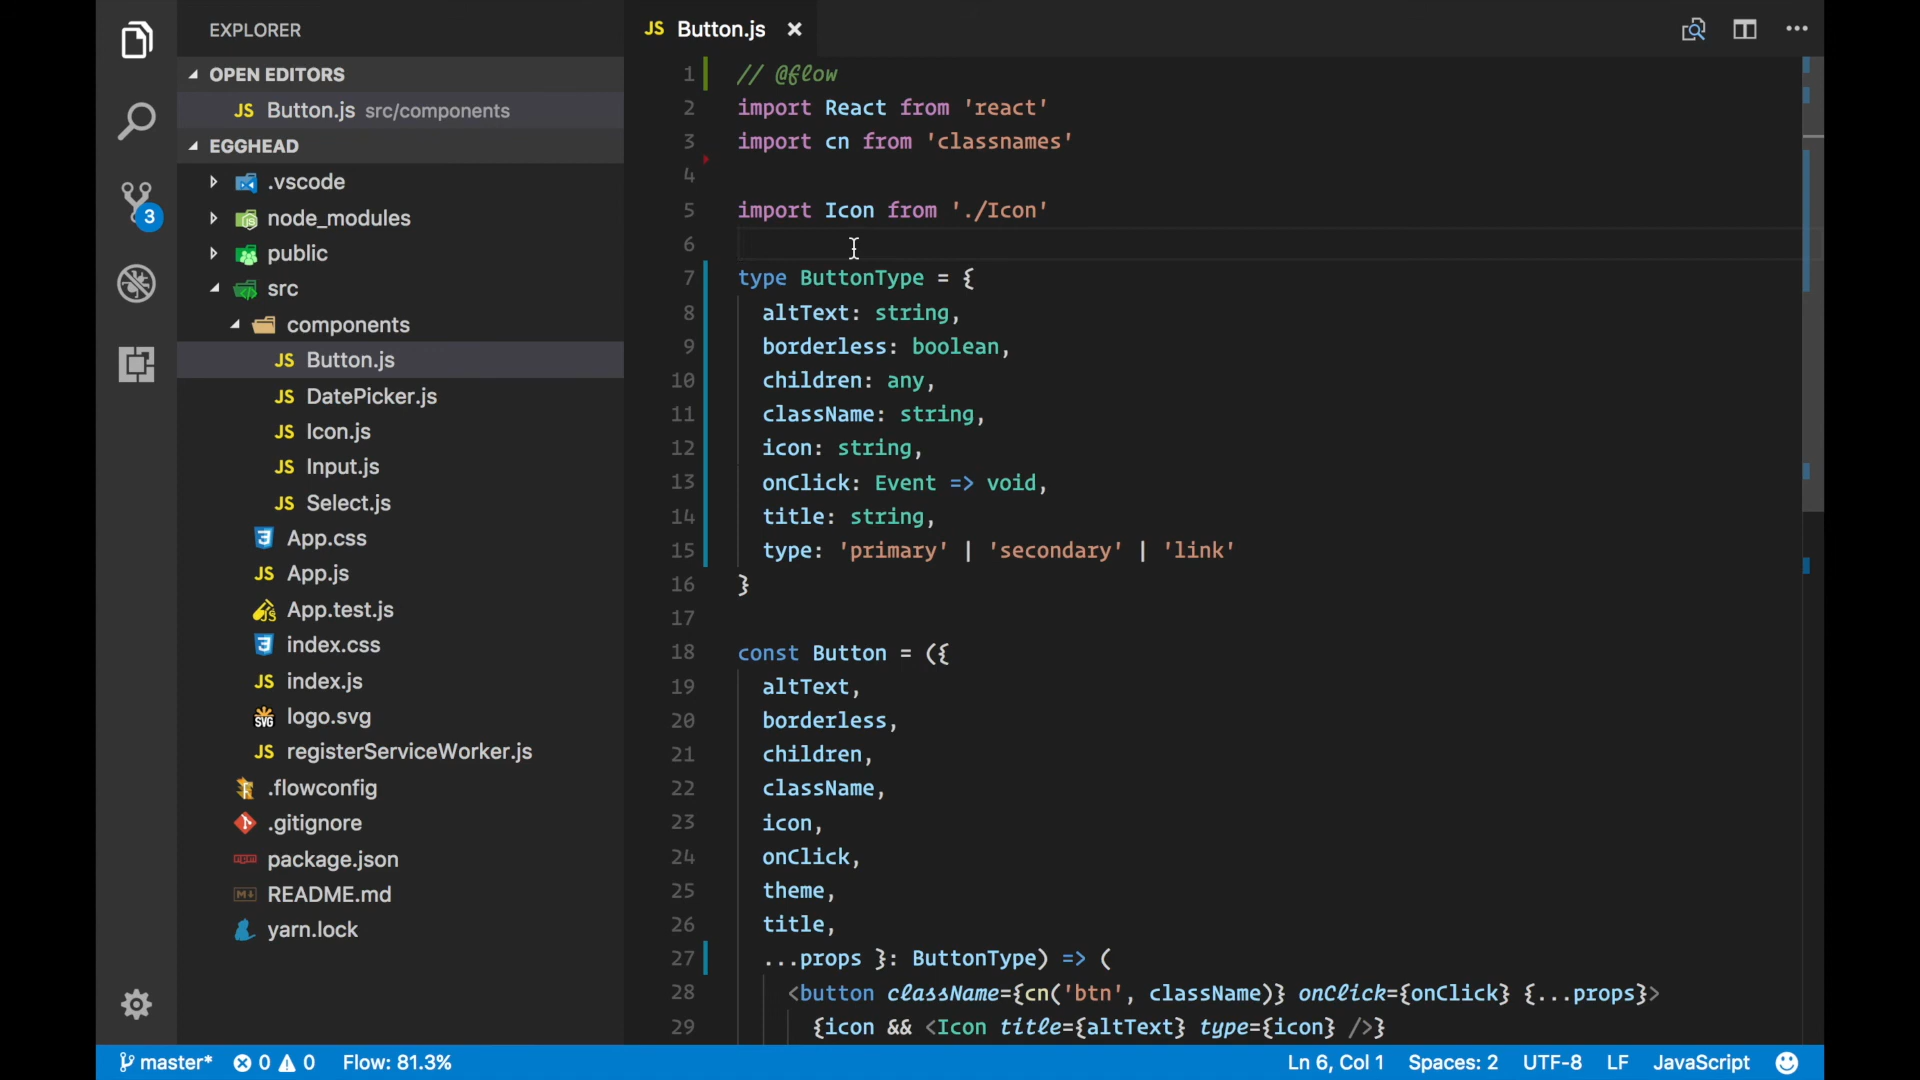 EXPLORER
OPEN EDITORS
JS Button.js src/components
EGGHEAD
.vscode
node_modules
public
src
components
JS Button.js
JS DatePicker.js
JS Icon.js
JS Input.js
JS Select.js
App.css
JS App.js
App.test.js
index.css
JS index.js
SVG logo.svg
JS registerServiceWorker.js
.flowconfig
.gitignore
package.json
README.md
yarn.lock
3
JS Button.js
1 // @flow
2 import React from 'react'
3 import cn from 'classnames'
4
5 import Icon from './Icon'
6
7 type ButtonType = {
8 altText: string,
9 borderless: boolean,
10 children: any,
11 className: string,
12 icon: string,
13 onClick: Event => void,
14 title: string,
15 type: 'primary' | 'secondary' | 'link'
16 }
17
18 const Button = ({
19 altText,
20 borderless,
21 children,
22 className,
23 icon,
24 onClick,
25 theme,
26 title,
27 ...props }: ButtonType) => (
28 <button className={cn('btn', className)} onClick={onClick} {...props}>
29 {icon && <Icon title={altText} type={icon} />}
master* 0 0 Flow: 81.3% Ln 6, Col 1 Spaces: 2 UTF-8 LF JavaScript